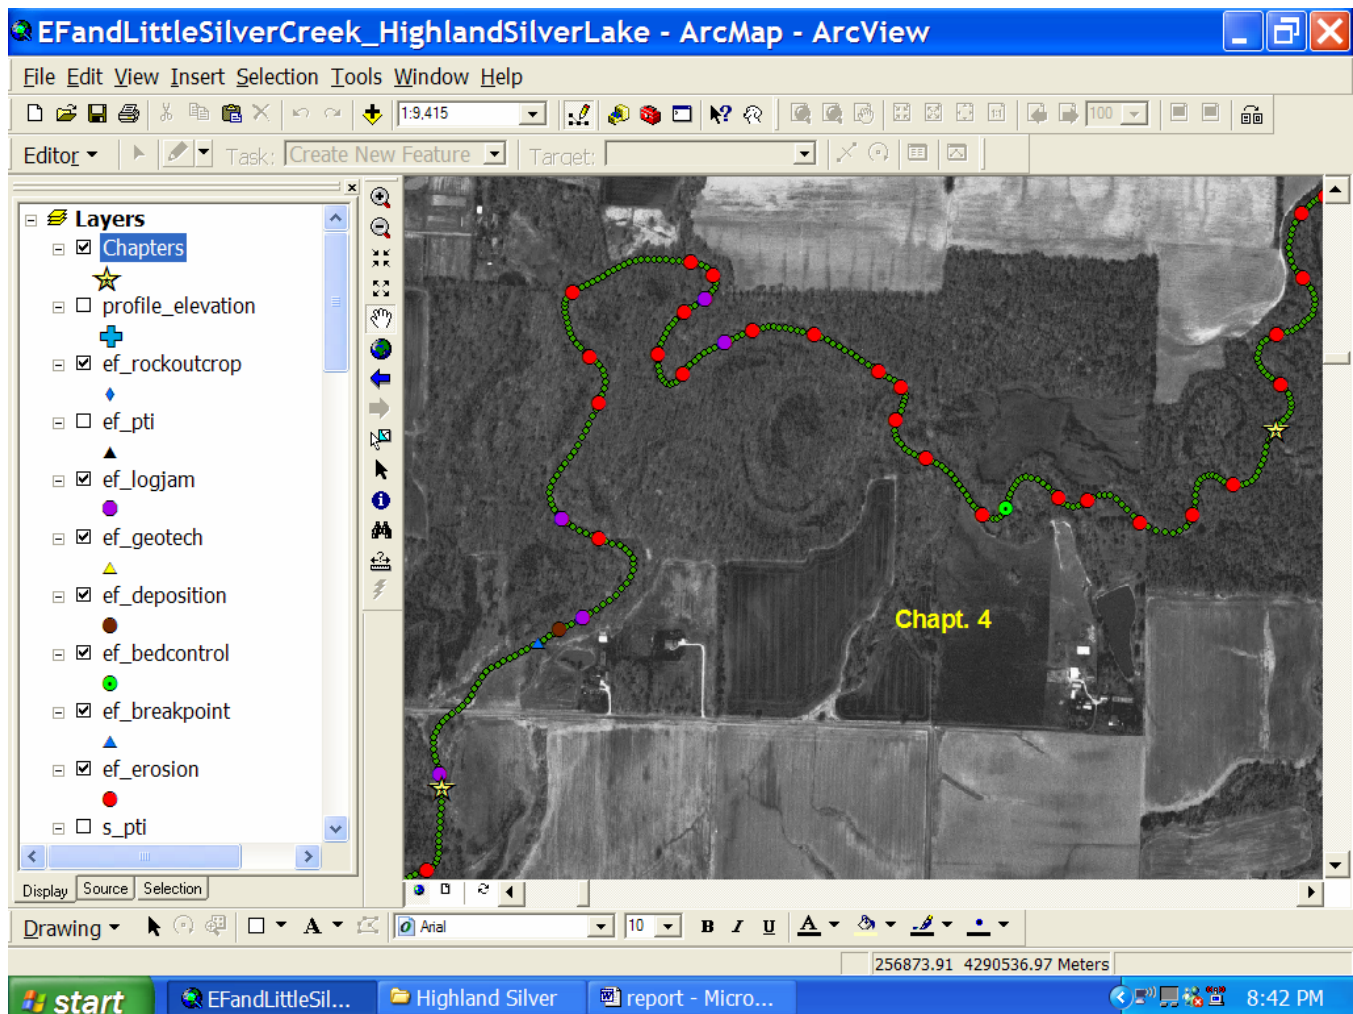 EFandLittleSilverCreek_HighlandSilverLake - ArcMap - ArcView
File Edit View Insert Selection Tools Window Help
1:9,415
100
Editor Task: Create New Feature Target:
Layers
Chapters
profile_elevation
ef_rockoutcrop
ef_pti
ef_logjam
ef_geotech
ef_deposition
ef_bedcontrol
ef_breakpoint
ef_erosion
s_pti
Chapt. 4
Display Source Selection
Drawing A Arial 10 B I U A
256873.91 4290536.97 Meters
start EFandLittleSil... Highland Silver report - Micro... 8:42 PM